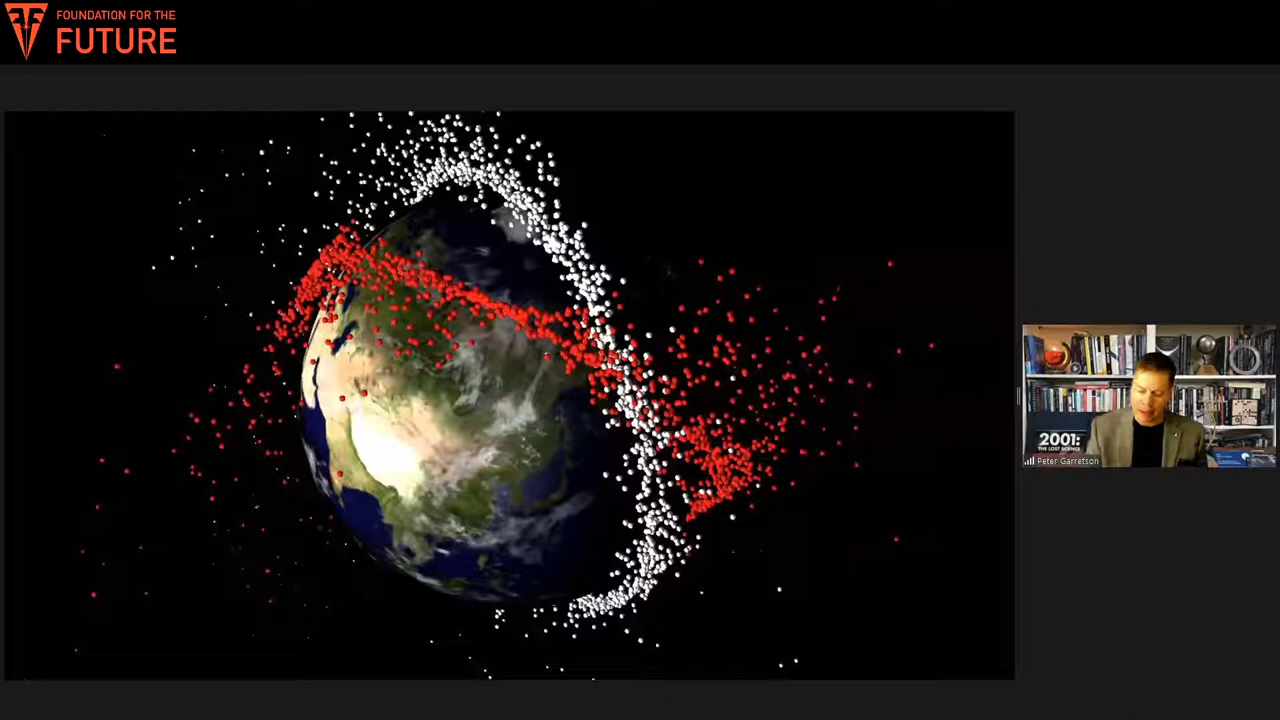 FOUNDATION FOR THE
FUTURE
2001:
THE LOST SCIENCE
Peter Garretson